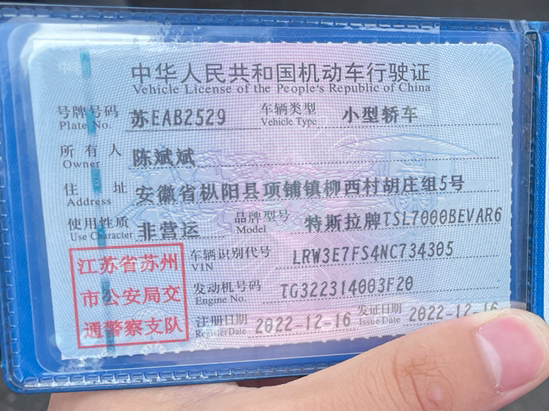 中华人民共和国机动车行驶证
Vehicle License of the People's Republic of China
号牌号码 苏EAB2529 车辆类型 小型轿车
Plate No. Vehicle Type
所有人 陈斌斌
Owner
住址 安徽省枞阳县项铺镇柳西村胡庄组5号
Address
使用性质 非营运 品牌型号 特斯拉牌TSL7000BEVAR6
Use Character Model
江苏省苏州
市公安局交
通警察支队
车辆识别代号 LRW3E7FS4NC734305
VIN
发动机号码 TG322314003F20
Engine No.
注册日期 2022-12-16 发证日期 2022-12-16
Register Date Issue Date